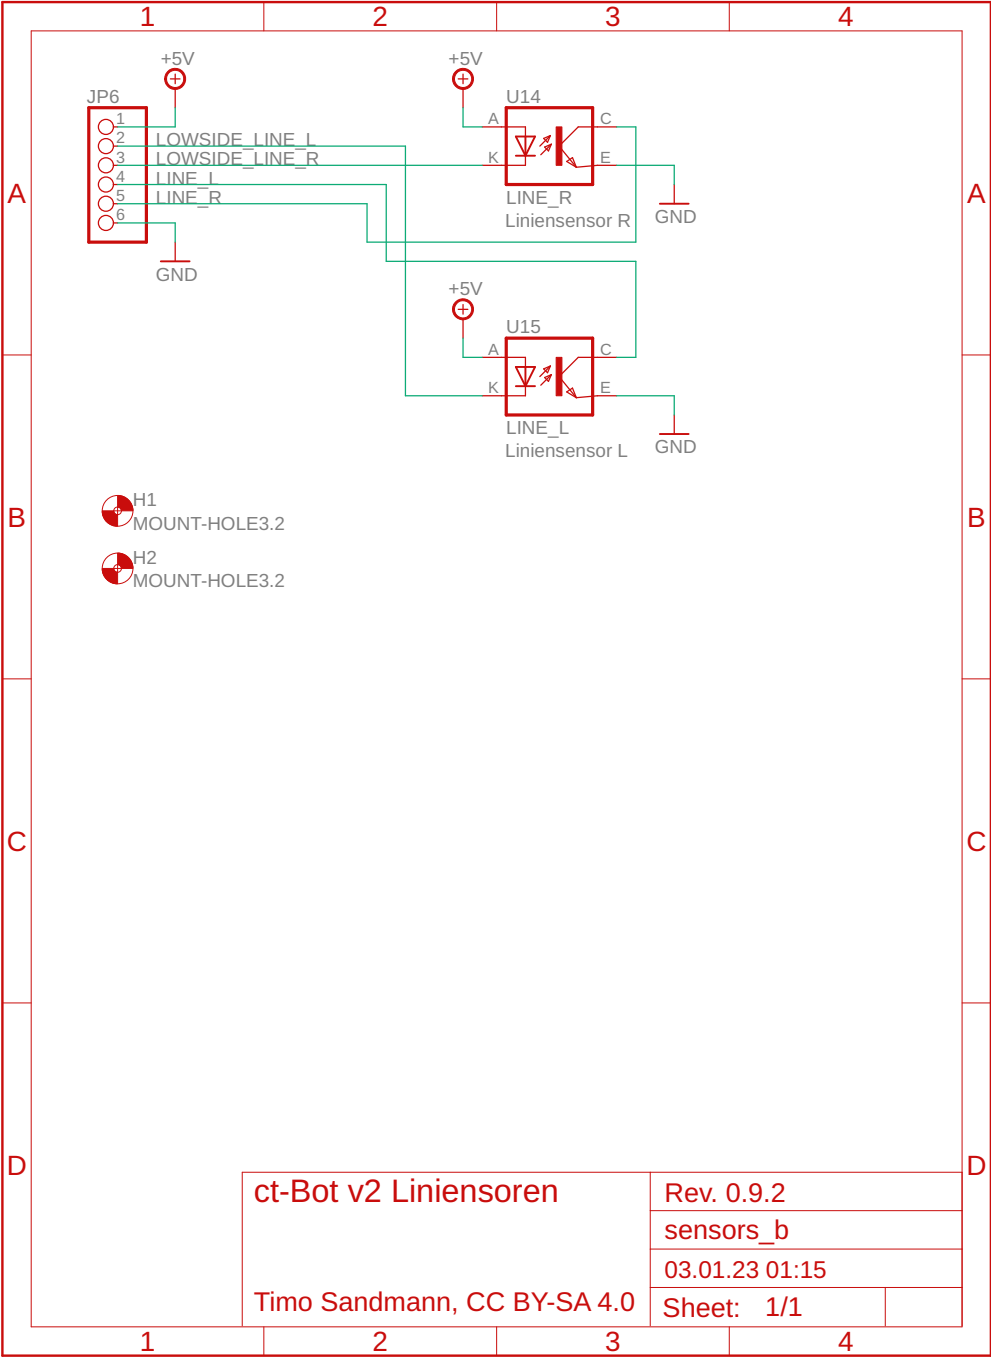 1 2 3 4
+5V +5V
JP6 U14
1 A C
2 LOWSIDE_LINE_L
3 LOWSIDE_LINE_R K E
4 LINE_L
5 LINE_R
6
A A
LINE_R
Liniensensor R
GND
GND
+5V
U15
A C
K E
LINE_L
Liniensensor L
GND
H1
MOUNT-HOLE3.2
B B
H2
MOUNT-HOLE3.2
C C
D D
ct-Bot v2 Liniensoren
Rev. 0.9.2
sensors_b
03.01.23 01:15
Timo Sandmann, CC BY-SA 4.0
Sheet: 1/1
1 2 3 4